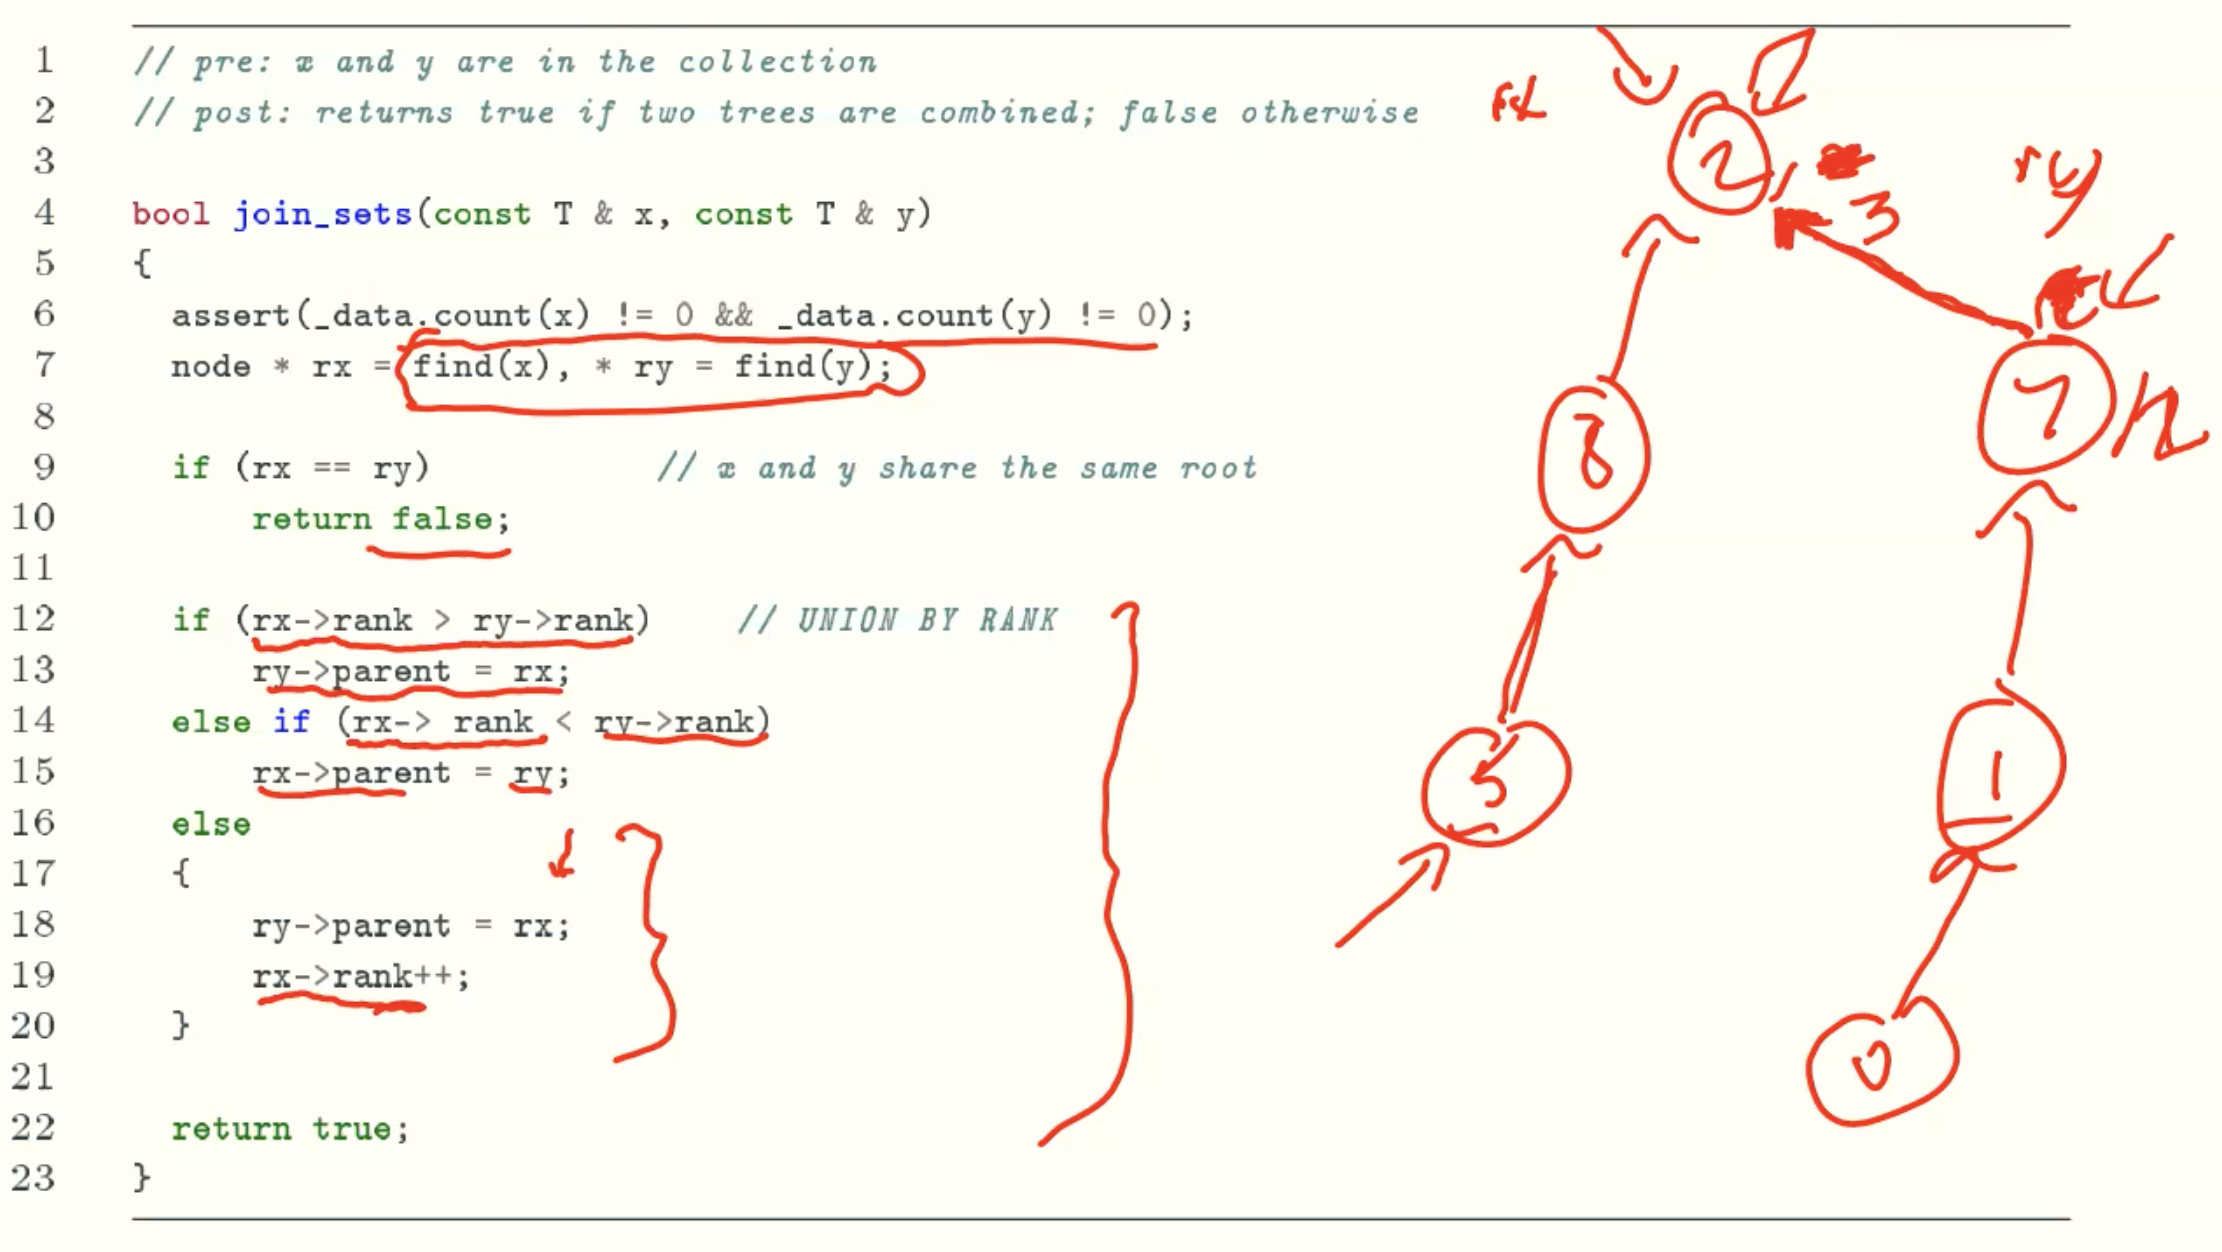 1 // pre: x and y are in the collection
2 // post: returns true if two trees are combined; false otherwise
3
4 bool join_sets(const T & x, const T & y)
5 {
6 assert(_data.count(x) != 0 && _data.count(y) != 0);
7 node * rx = find(x), * ry = find(y);
8
9 if (rx == ry) // x and y share the same root
10 return false;
11
12 if (rx->rank > ry->rank) // UNION BY RANK
13 ry->parent = rx;
14 else if (rx-> rank < ry->rank)
15 rx->parent = ry;
16 else
17 {
18 ry->parent = rx;
19 rx->rank++;
20 }
21
22 return true;
23 }
rx
2
3
ry
8
7
5
1
0